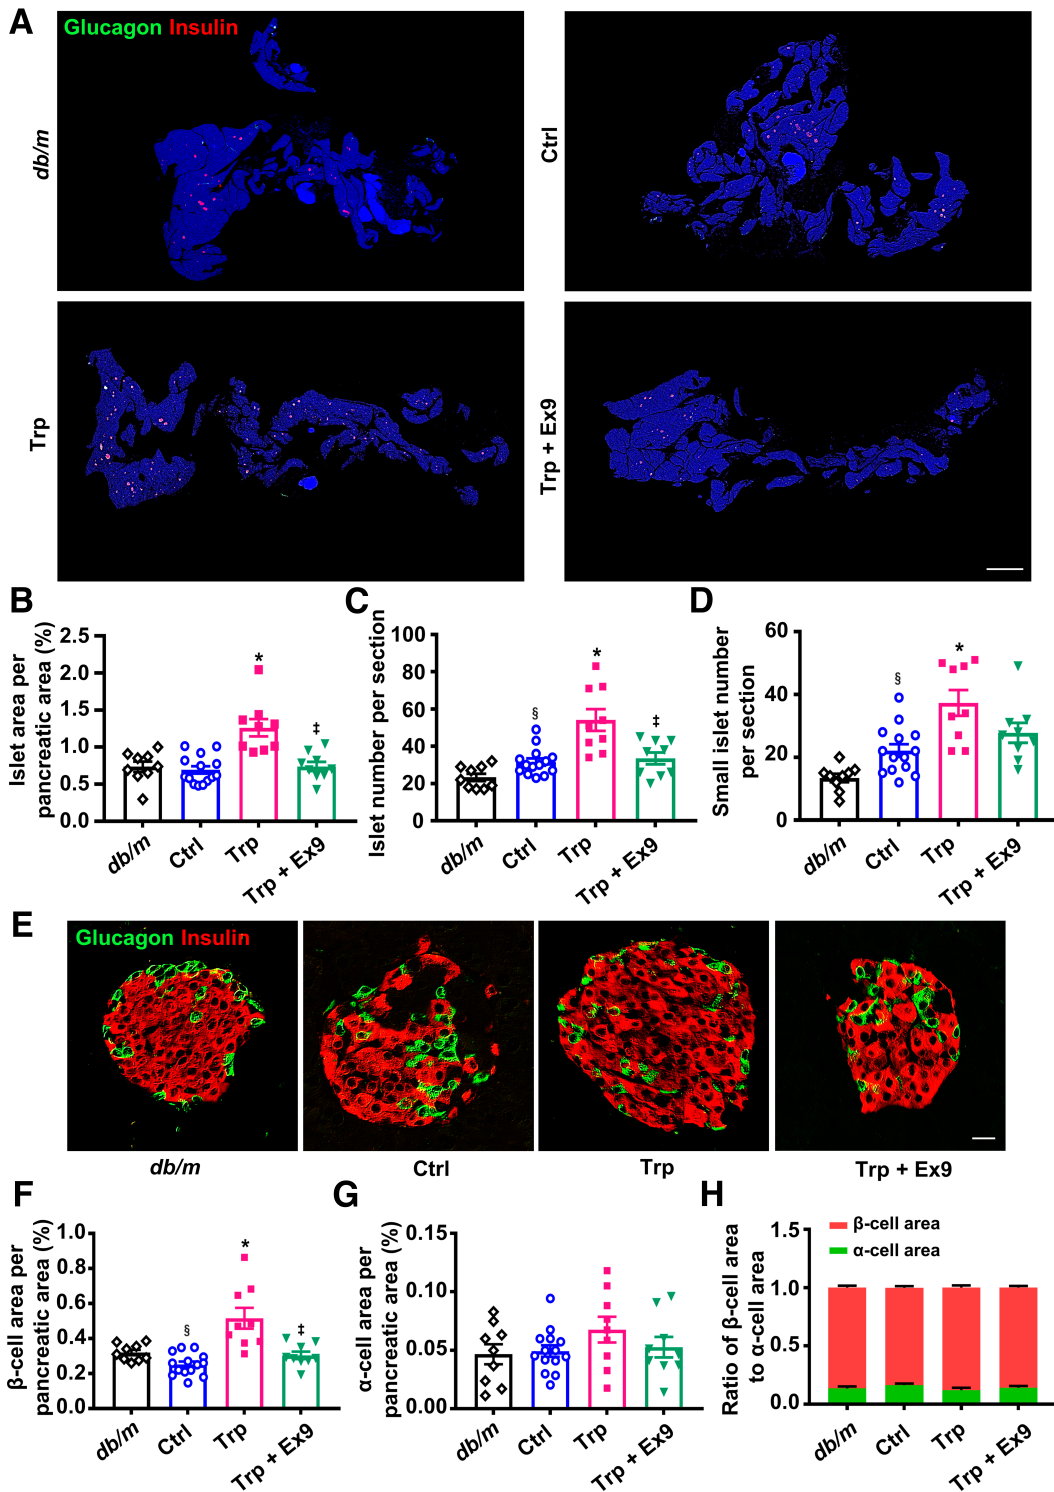 A
Glucagon Insulin
db/m
Ctrl
Trp
Trp + Ex9
B
Islet area per
pancreatic area (%)
2.5
2.0
1.5
1.0
0.5
0.0
*
‡
db/m
Ctrl
Trp
Trp + Ex9
C
Islet number per section
100
80
60
40
20
0
§
*
‡
db/m
Ctrl
Trp
Trp + Ex9
D
Small islet number
per section
60
40
20
0
§
*
db/m
Ctrl
Trp
Trp + Ex9
E
Glucagon Insulin
db/m
Ctrl
Trp
Trp + Ex9
F
β-cell area per
pancreatic area (%)
1.0
0.8
0.6
0.4
0.2
0.0
§
*
‡
db/m
Ctrl
Trp
Trp + Ex9
G
α-cell area per
pancreatic area (%)
0.15
0.10
0.05
0.00
db/m
Ctrl
Trp
Trp + Ex9
H
Ratio of β-cell area
to α-cell area
1.5
1.0
0.5
0.0
β-cell area
α-cell area
db/m
Ctrl
Trp
Trp + Ex9